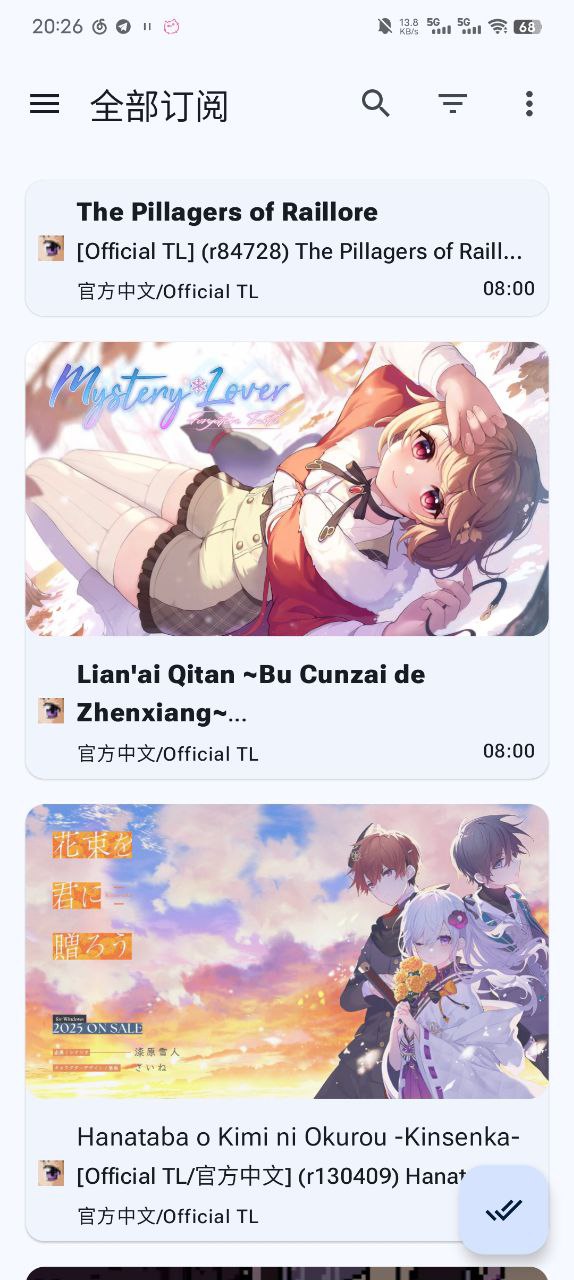 20:26
13.8 KB/s 5G 5G 68
全部订阅
The Pillagers of Raillore
[Official TL] (r84728) The Pillagers of Raill...
官方中文/Official TL 08:00
Mystery Lover
Lian'ai Qitan ~Bu Cunzai de
Zhenxiang~...
官方中文/Official TL 08:00
花束を
君に
贈ろう
for Windows
2025 ON SALE
漆原雪人
さいね
Hanataba o Kimi ni Okurou -Kinsenka-
[Official TL/官方中文] (r130409) Hanat
官方中文/Official TL